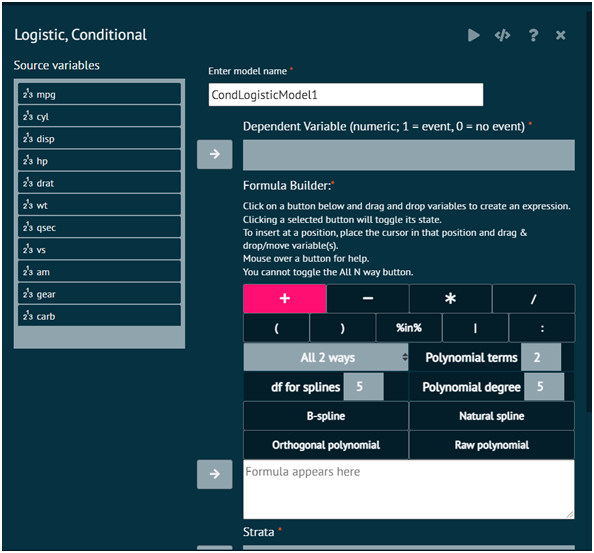 Logistic, Conditional
Source variables
mpg
cyl
disp
hp
drat
wt
qsec
vs
am
gear
carb
Enter model name *
CondLogisticModel1
Dependent Variable (numeric; 1 = event, 0 = no event) *
Formula Builder:*
Click on a button below and drag and drop variables to create an expression.
Clicking a selected button will toggle its state.
To insert at a position, place the cursor in that position and drag &
drop/move variable(s).
Mouse over a button for help.
You cannot toggle the All N way button.
+ − * /
( ) %in% | :
All 2 ways Polynomial terms 2
df for splines 5 Polynomial degree 5
B-spline Natural spline
Orthogonal polynomial Raw polynomial
Formula appears here
Strata *